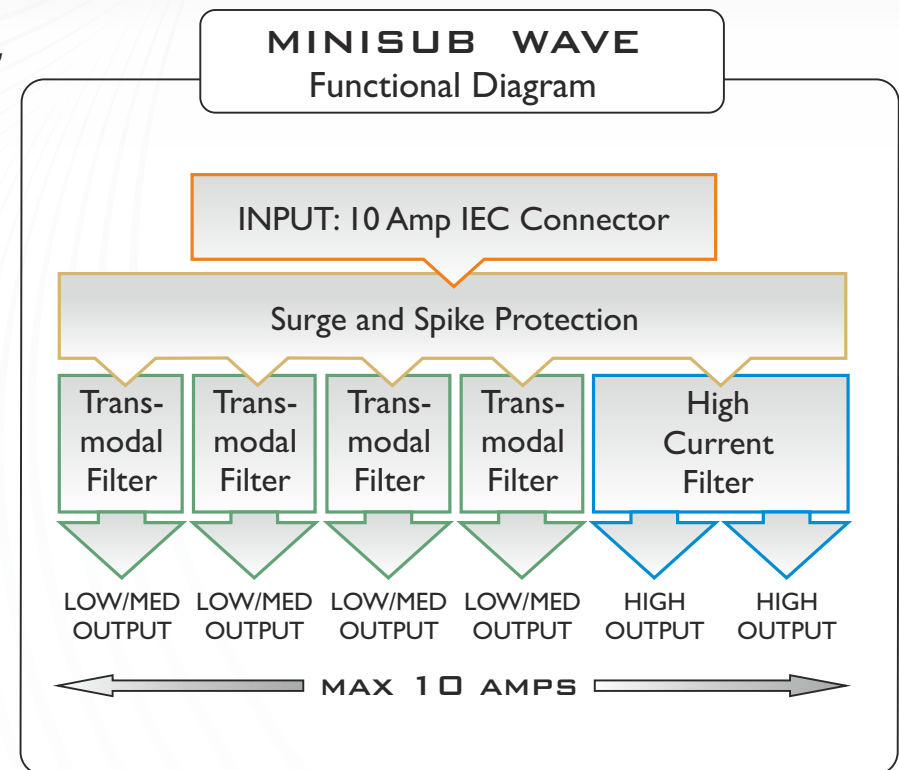 MINISUB WAVE
Functional Diagram
INPUT: 10 Amp IEC Connector
Surge and Spike Protection
Trans-
modal
Filter
Trans-
modal
Filter
Trans-
modal
Filter
Trans-
modal
Filter
High
Current
Filter
LOW/MED
OUTPUT
LOW/MED
OUTPUT
LOW/MED
OUTPUT
LOW/MED
OUTPUT
HIGH
OUTPUT
HIGH
OUTPUT
MAX 10 AMPS